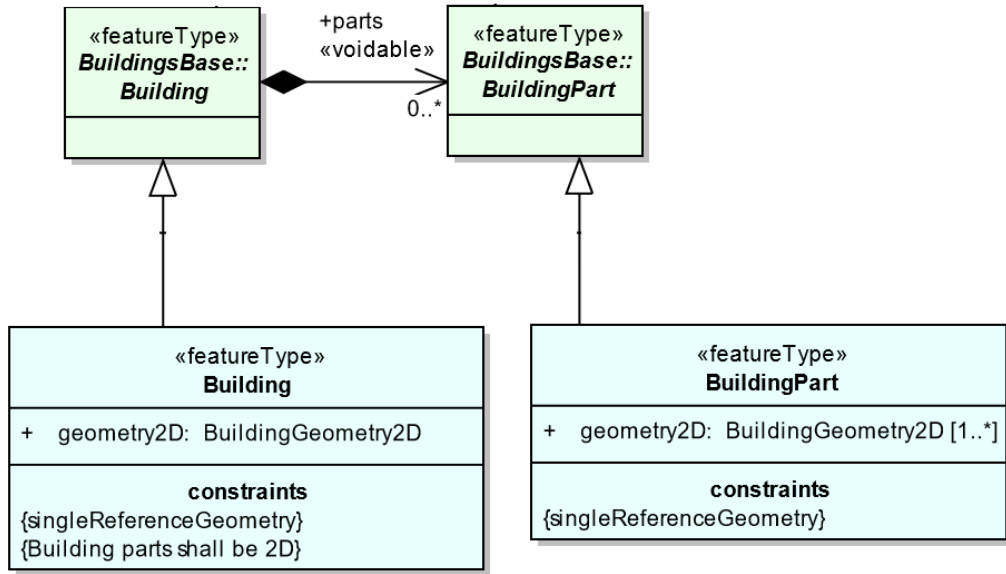 «featureType»
BuildingsBase::
Building
+parts
«voidable»
0..*
«featureType»
BuildingsBase::
BuildingPart
«featureType»
Building
+ geometry2D: BuildingGeometry2D
constraints
{singleReferenceGeometry}
{Building parts shall be 2D}
«featureType»
BuildingPart
+ geometry2D: BuildingGeometry2D [1..*]
constraints
{singleReferenceGeometry}